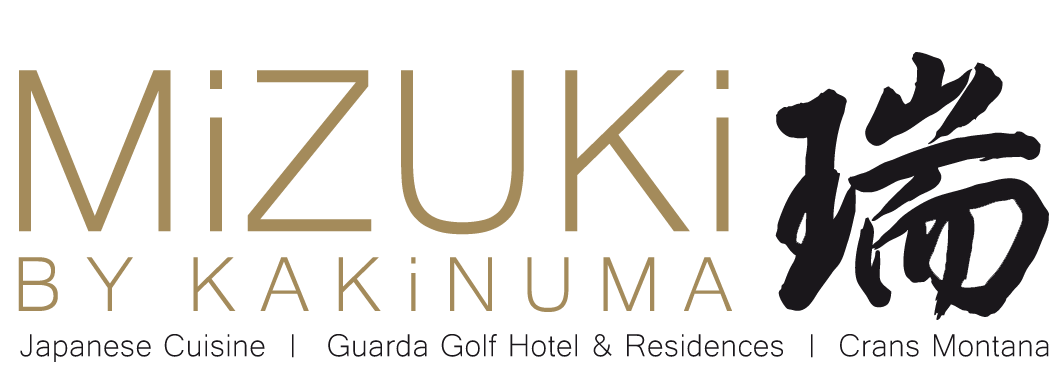 MiZUKi 瑞
BY KAKiNUMA
Japanese Cuisine | Guarda Golf Hotel & Residences | Crans Montana